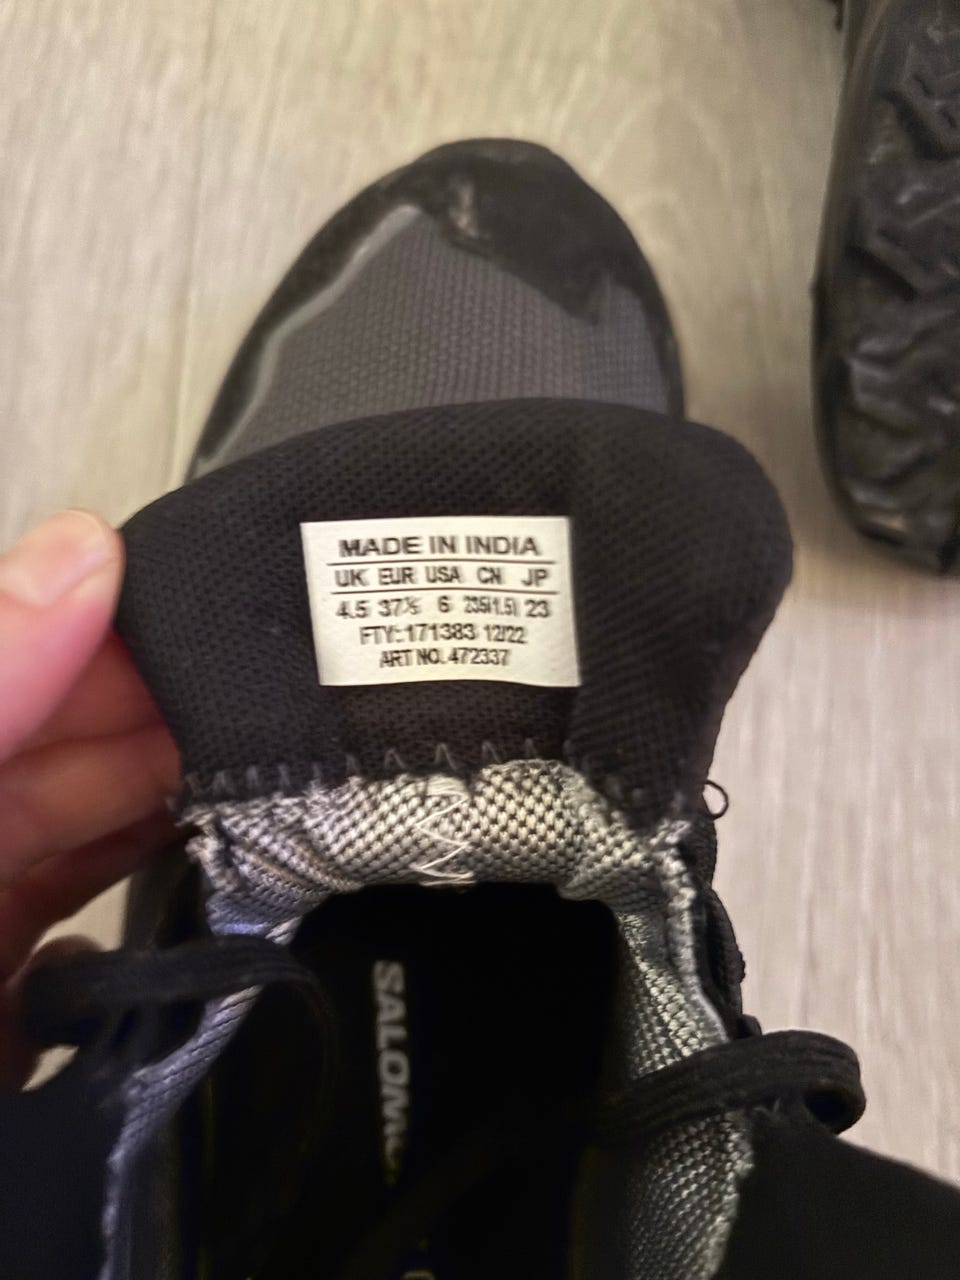 MADE IN INDIA
UK EUR USA CN JP
4.5 37⅓ 6 235(1.5) 23
FTY: 171383 12/22
ART NO. 472337
SALOMON